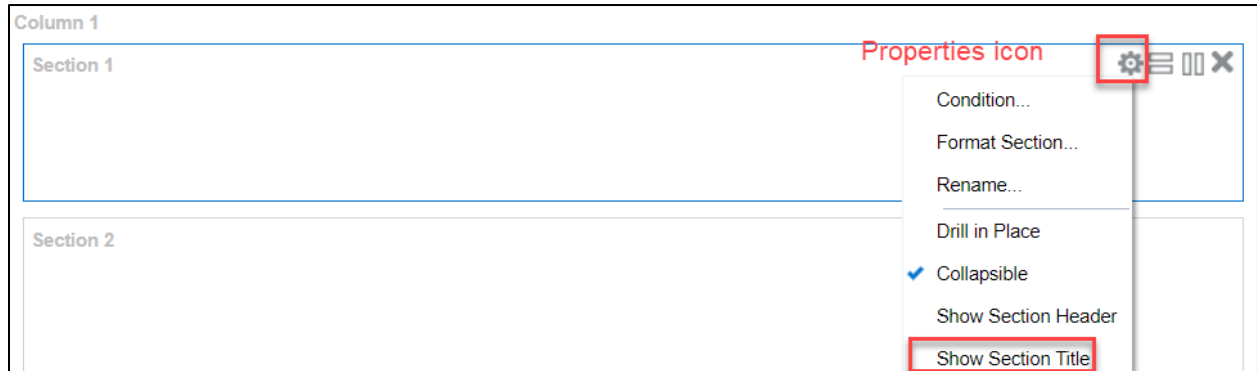 Column 1
Section 1
Properties icon
Condition...
Format Section...
Rename...
Drill in Place
Collapsible
Show Section Header
Show Section Title
Section 2